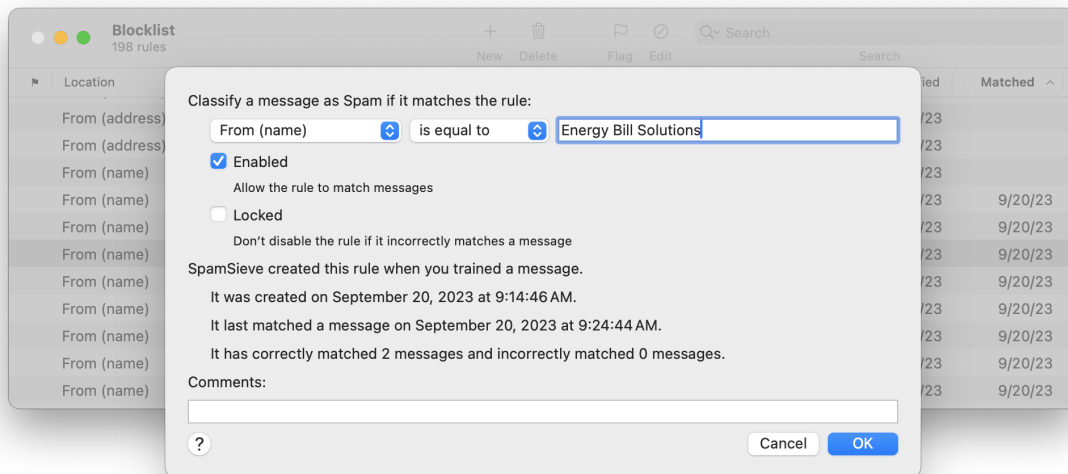 Blocklist
198 rules
New Delete Flag Edit Search
Search
Location Matched
Classify a message as Spam if it matches the rule:
From (name) is equal to Energy Bill Solutions
Enabled
Allow the rule to match messages
Locked
Don't disable the rule if it incorrectly matches a message
SpamSieve created this rule when you trained a message.
It was created on September 20, 2023 at 9:14:46 AM.
It last matched a message on September 20, 2023 at 9:24:44 AM.
It has correctly matched 2 messages and incorrectly matched 0 messages.
Comments:
? Cancel OK
From (address) /23
From (address) /23
From (name) /23
From (name) /23 9/20/23
From (name) /23 9/20/23
From (name) /23 9/20/23
From (name) /23 9/20/23
From (name) /23 9/20/23
From (name) /23 9/20/23
From (name) /23 9/20/23
From (name) /23 9/20/23